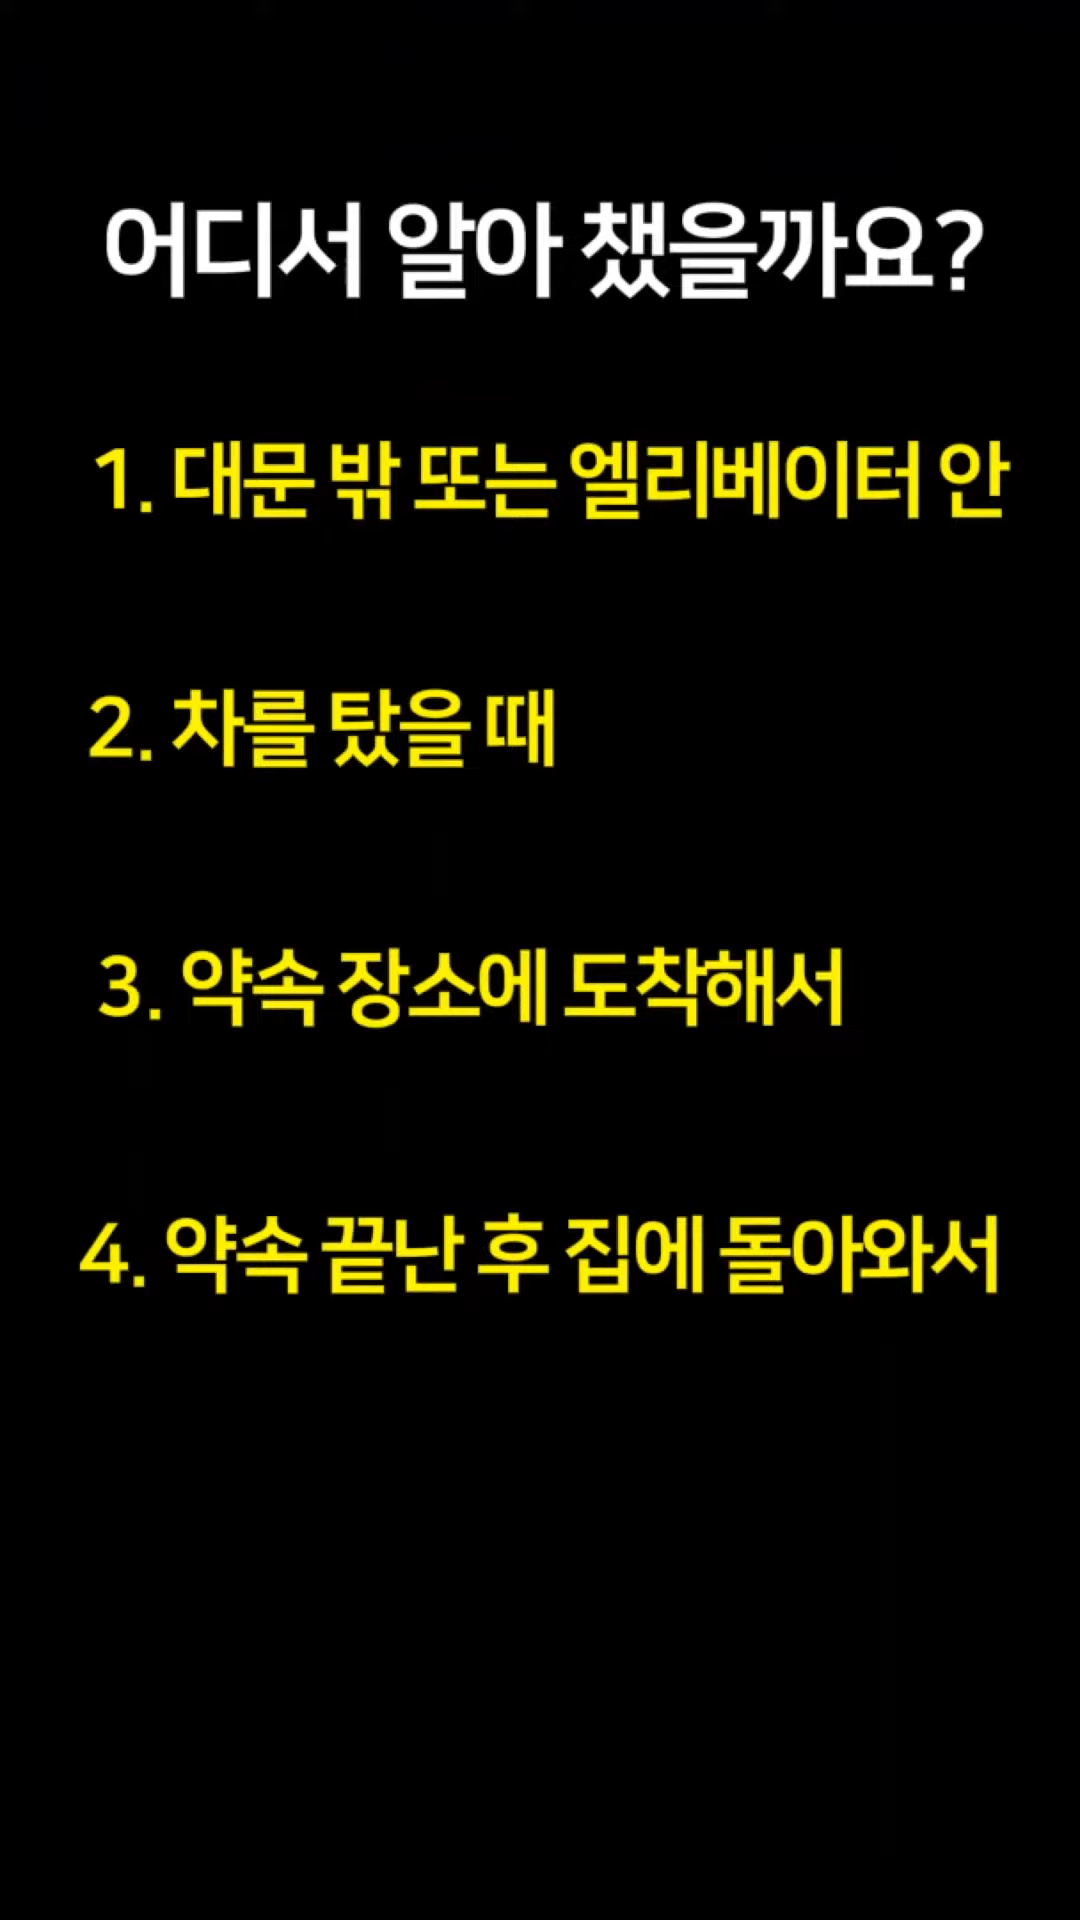 어디서 알아 챘을까요?
1. 대문 밖 또는 엘리베이터 안
2. 차를 탔을 때
3. 약속 장소에 도착해서
4. 약속 끝난 후 집에 돌아와서